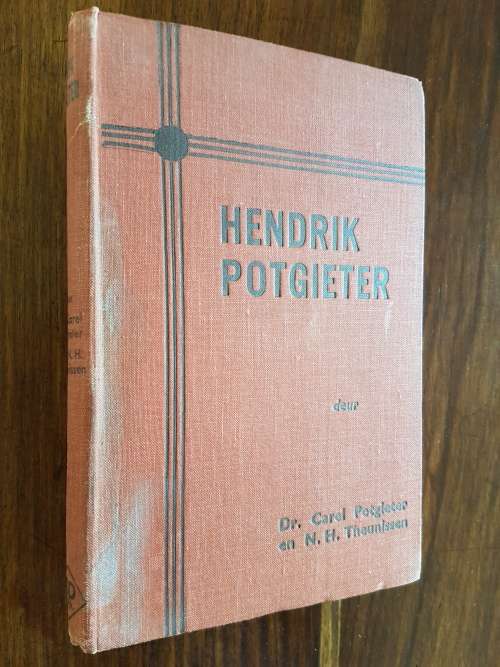 HENDRIK
POTGIETER
deur
Dr. Carel Potgieter
en N. H. Theunissen